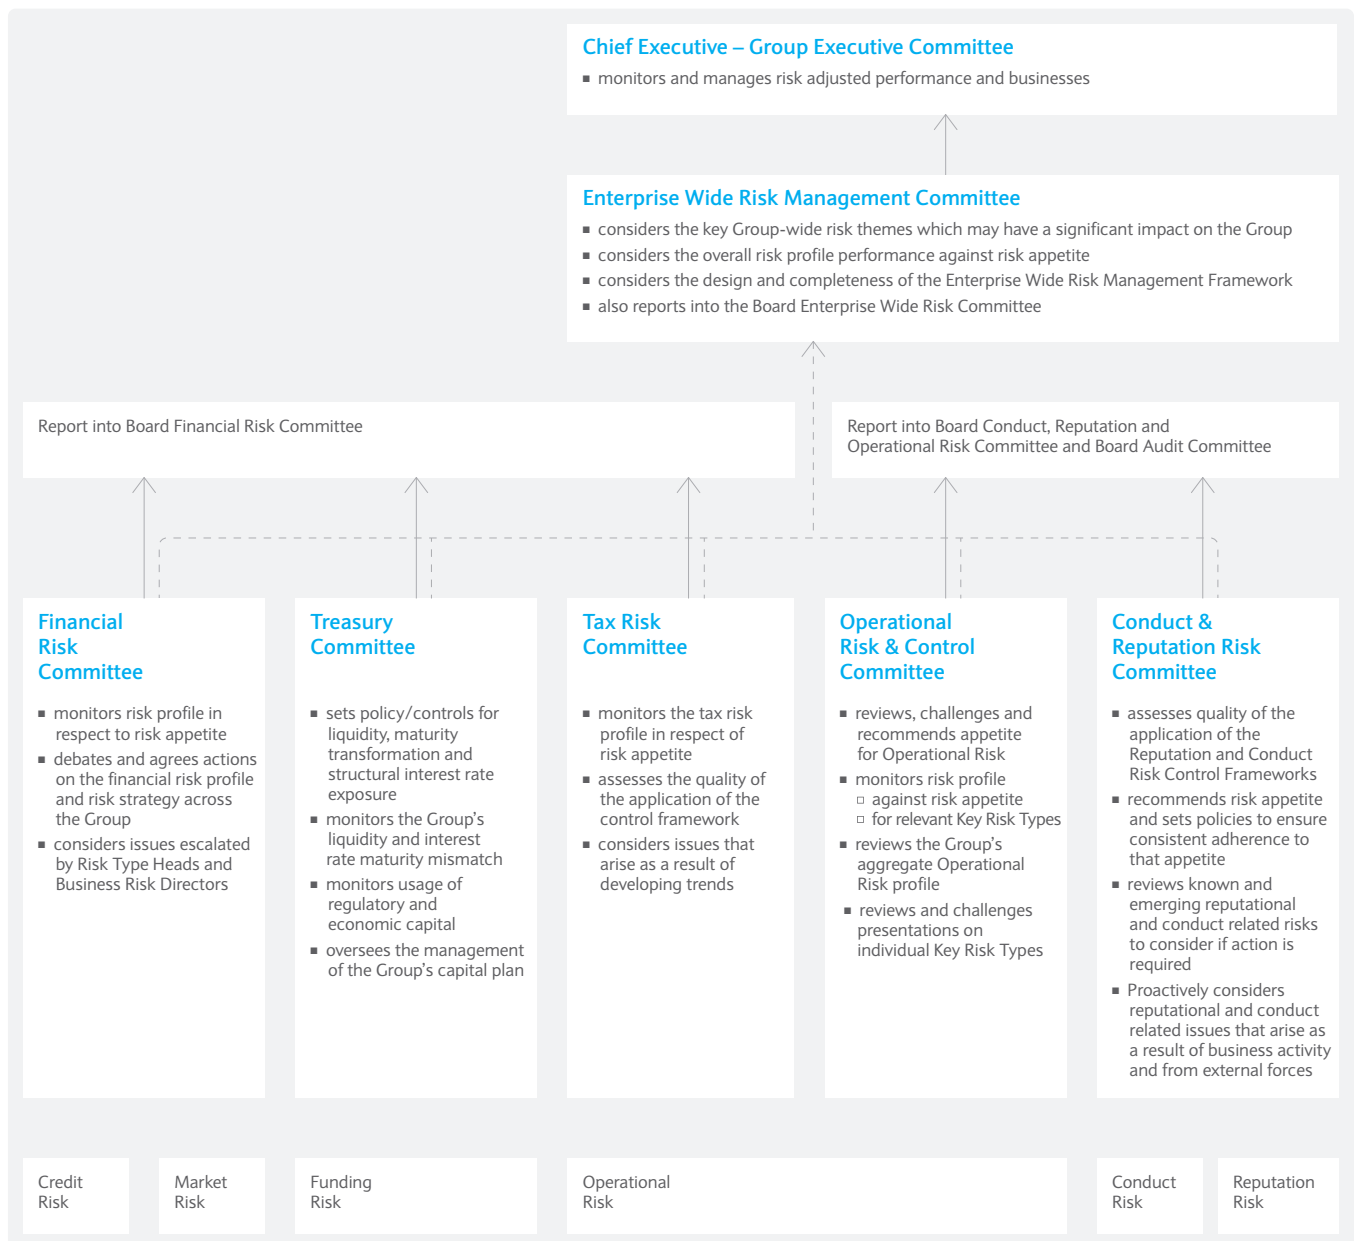 Chief Executive – Group Executive Committee
▪ monitors and manages risk adjusted performance and businesses
Enterprise Wide Risk Management Committee
▪ considers the key Group-wide risk themes which may have a significant impact on the Group
▪ considers the overall risk profile performance against risk appetite
▪ considers the design and completeness of the Enterprise Wide Risk Management Framework
▪ also reports into the Board Enterprise Wide Risk Committee
Report into Board Financial Risk Committee
Report into Board Conduct, Reputation and
Operational Risk Committee and Board Audit Committee
Financial
Risk
Committee
▪ monitors risk profile in
respect to risk appetite
▪ debates and agrees actions
on the financial risk profile
and risk strategy across
the Group
▪ considers issues escalated
by Risk Type Heads and
Business Risk Directors
Treasury
Committee
▪ sets policy/controls for
liquidity, maturity
transformation and
structural interest rate
exposure
▪ monitors the Group’s
liquidity and interest
rate maturity mismatch
▪ monitors usage of
regulatory and
economic capital
▪ oversees the management
of the Group’s capital plan
Tax Risk
Committee
▪ monitors the tax risk
profile in respect of
risk appetite
▪ assesses the quality of
the application of the
control framework
▪ considers issues that
arise as a result of
developing trends
Operational
Risk & Control
Committee
▪ reviews, challenges and
recommends appetite
for Operational Risk
▪ monitors risk profile
▫ against risk appetite
▫ for relevant Key Risk Types
▪ reviews the Group’s
aggregate Operational
Risk profile
▪ reviews and challenges
presentations on
individual Key Risk Types
Conduct &
Reputation Risk
Committee
▪ assesses quality of the
application of the
Reputation and Conduct
Risk Control Frameworks
▪ recommends risk appetite
and sets policies to ensure
consistent adherence to
that appetite
▪ reviews known and
emerging reputational
and conduct related risks
to consider if action is
required
▪ Proactively considers
reputational and conduct
related issues that arise as
a result of business activity
and from external forces
Credit
Risk
Market
Risk
Funding
Risk
Operational
Risk
Conduct
Risk
Reputation
Risk